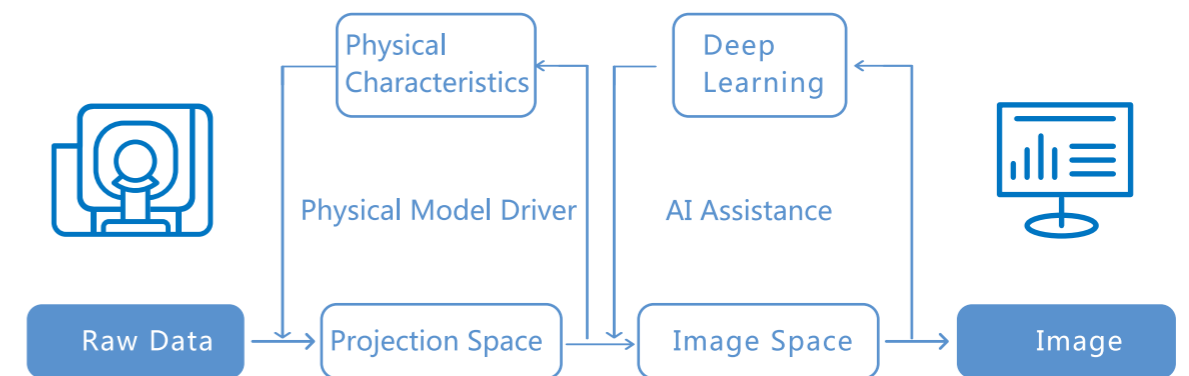 Physical
Characteristics
Deep
Learning
Physical Model Driver
AI Assistance
Raw Data
Projection Space
Image Space
Image